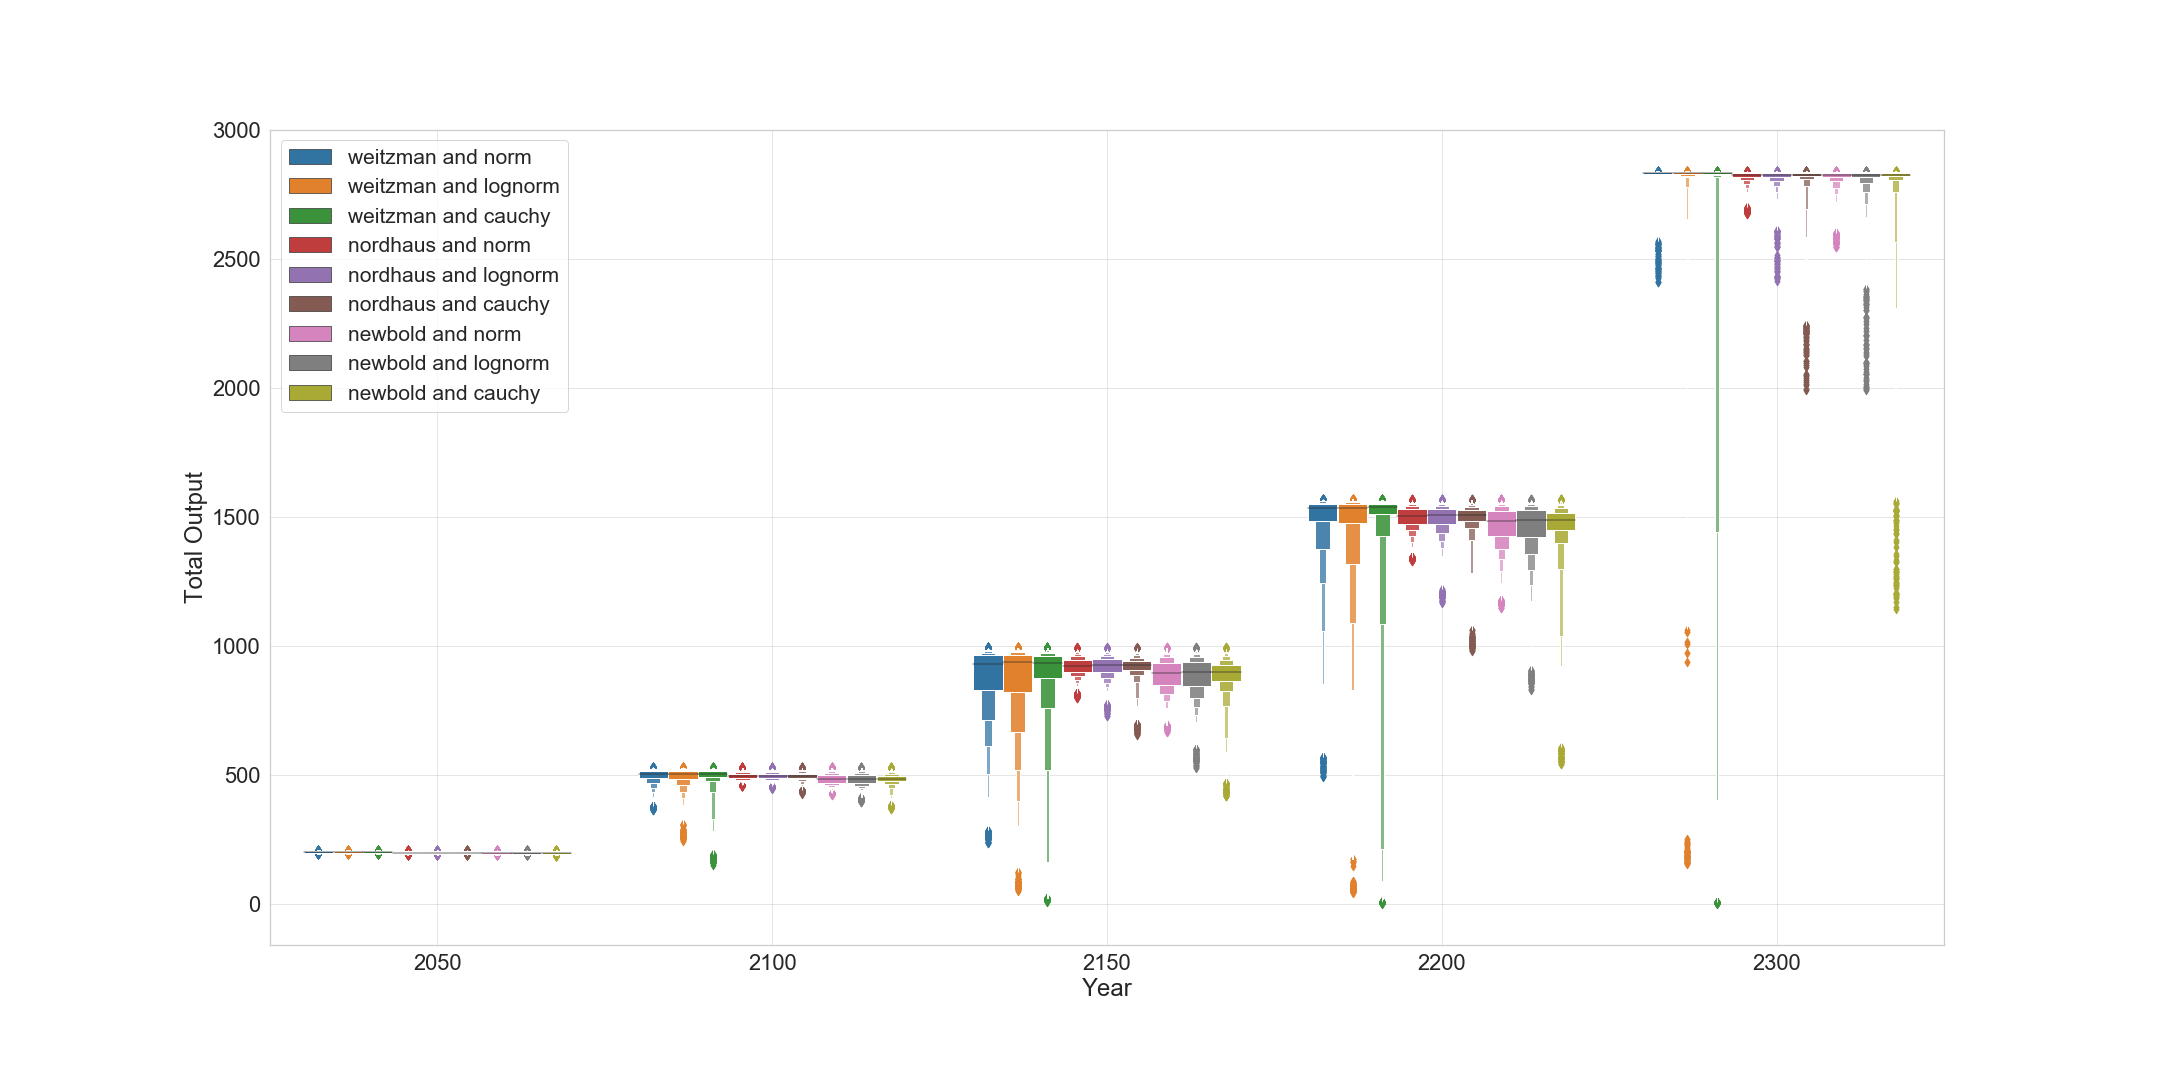 3000
2500
2000
1500
1000
500
0
Total Output
weitzman and norm
weitzman and lognorm
weitzman and cauchy
nordhaus and norm
nordhaus and lognorm
nordhaus and cauchy
newbold and norm
newbold and lognorm
newbold and cauchy
2050 2100 2150 2200 2300
Year